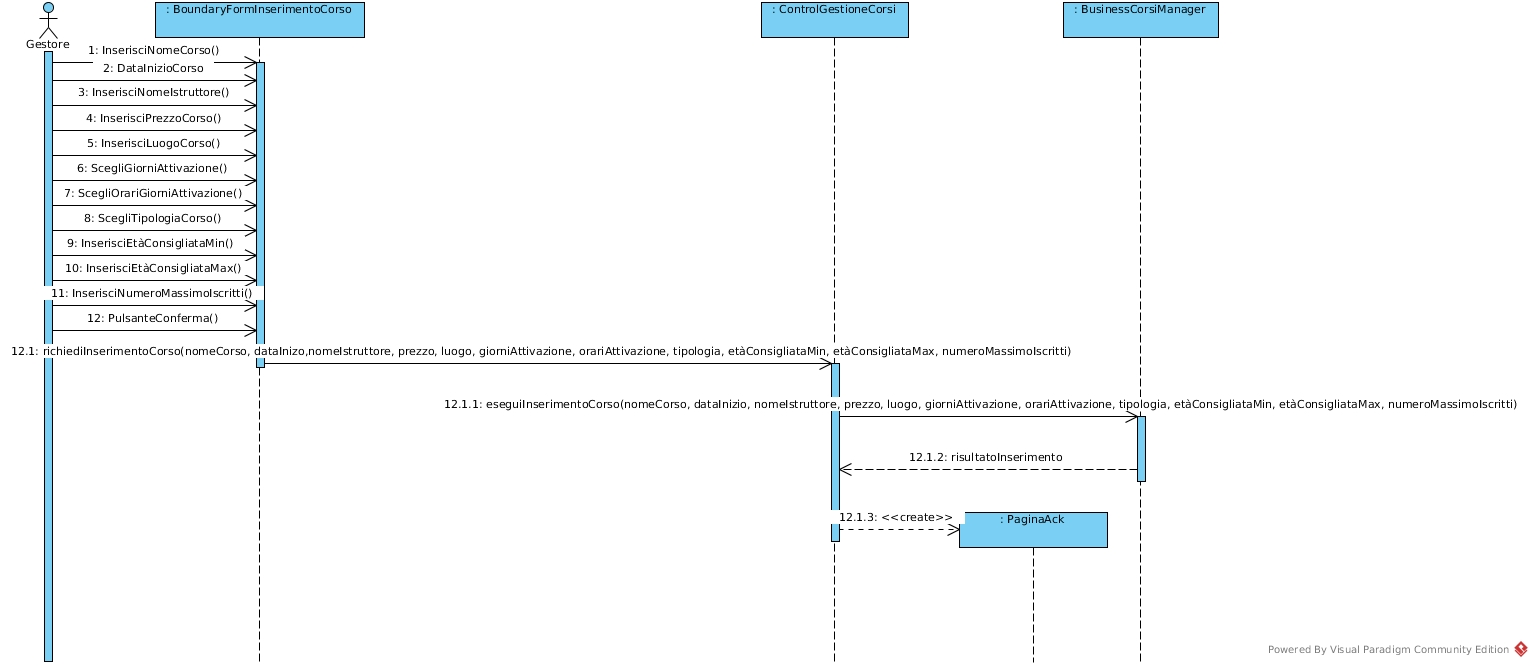 : BoundaryFormInserimentoCorso
: ControlGestioneCorsi
: BusinessCorsiManager
Gestore
1: InserisciNomeCorso()
2: DataInizioCorso
3: InserisciNomeIstruttore()
4: InserisciPrezzoCorso()
5: InserisciLuogoCorso()
6: ScegliGiorniAttivazione()
7: ScegliOrariGiorniAttivazione()
8: ScegliTipologiaCorso()
9: InserisciEtàConsigliataMin()
10: InserisciEtàConsigliataMax()
11: InserisciNumeroMassimoIscritti()
12: PulsanteConferma()
12.1: richiediInserimentoCorso(nomeCorso, dataInizo,nomeIstruttore, prezzo, luogo, giorniAttivazione, orariAttivazione, tipologia, etàConsigliataMin, etàConsigliataMax, numeroMassimoIscritti)
12.1.1: eseguiInserimentoCorso(nomeCorso, dataInizio, nomeIstruttore, prezzo, luogo, giorniAttivazione, orariAttivazione, tipologia, etàConsigliataMin, etàConsigliataMax, numeroMassimoIscritti)
12.1.2: risultatoInserimento
12.1.3: <<create>>
: PaginaAck
Powered By Visual Paradigm Community Edition